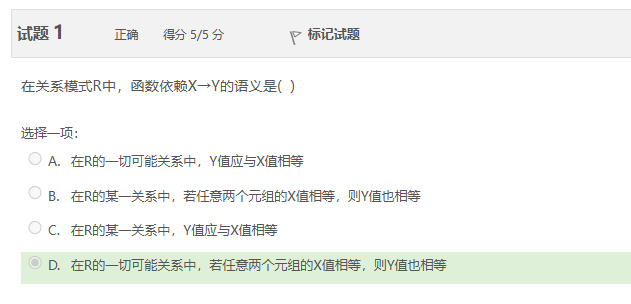 试题 1 正确 得分 5/5 分 标记试题
在关系模式R中，函数依赖X→Y的语义是( )
选择一项：
A. 在R的一切可能关系中，Y值应与X值相等
B. 在R的某一关系中，若任意两个元组的X值相等，则Y值也相等
C. 在R的某一关系中，Y值应与X值相等
D. 在R的一切可能关系中，若任意两个元组的X值相等，则Y值也相等